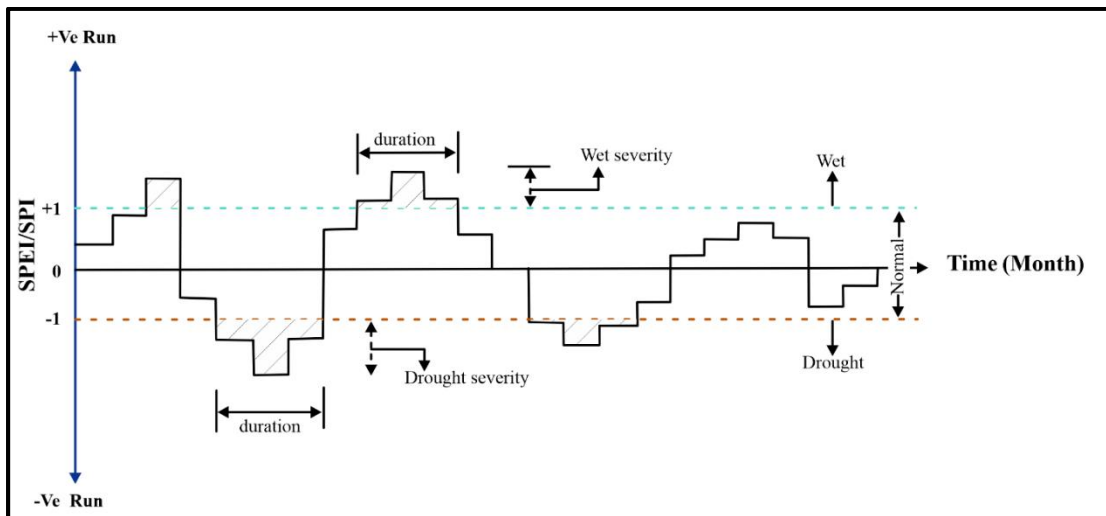 +Ve Run
duration
Wet severity
Wet
+1
SPEI/SPI
0
Normal
Time (Month)
-1
Drought severity
Drought
duration
-Ve Run